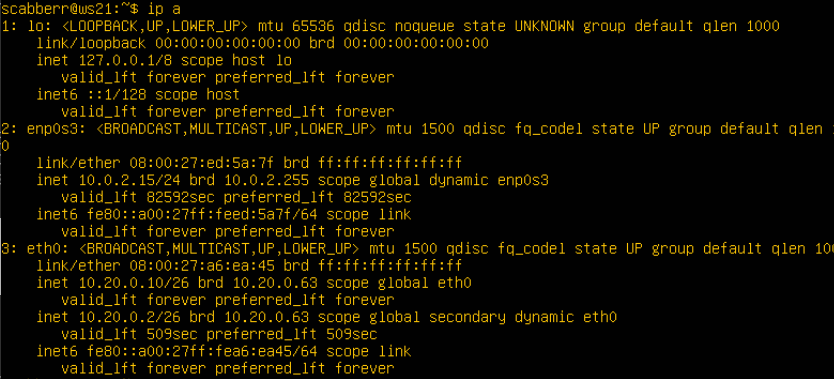 scabberr@ws21:~$ ip a
1: lo: <LOOPBACK,UP,LOWER_UP> mtu 65536 qdisc noqueue state UNKNOWN group default qlen 1000
    link/loopback 00:00:00:00:00:00 brd 00:00:00:00:00:00
    inet 127.0.0.1/8 scope host lo
       valid_lft forever preferred_lft forever
    inet6 ::1/128 scope host
       valid_lft forever preferred_lft forever
2: enp0s3: <BROADCAST,MULTICAST,UP,LOWER_UP> mtu 1500 qdisc fq_codel state UP group default qlen
0
    link/ether 08:00:27:ed:5a:7f brd ff:ff:ff:ff:ff:ff
    inet 10.0.2.15/24 brd 10.0.2.255 scope global dynamic enp0s3
       valid_lft 82592sec preferred_lft 82592sec
    inet6 fe80::a00:27ff:feed:5a7f/64 scope link
       valid_lft forever preferred_lft forever
3: eth0: <BROADCAST,MULTICAST,UP,LOWER_UP> mtu 1500 qdisc fq_codel state UP group default qlen 100
    link/ether 08:00:27:a6:ea:45 brd ff:ff:ff:ff:ff:ff
    inet 10.20.0.10/26 brd 10.20.0.63 scope global eth0
       valid_lft forever preferred_lft forever
    inet 10.20.0.2/26 brd 10.20.0.63 scope global secondary dynamic eth0
       valid_lft 509sec preferred_lft 509sec
    inet6 fe80::a00:27ff:fea6:ea45/64 scope link
       valid_lft forever preferred_lft forever